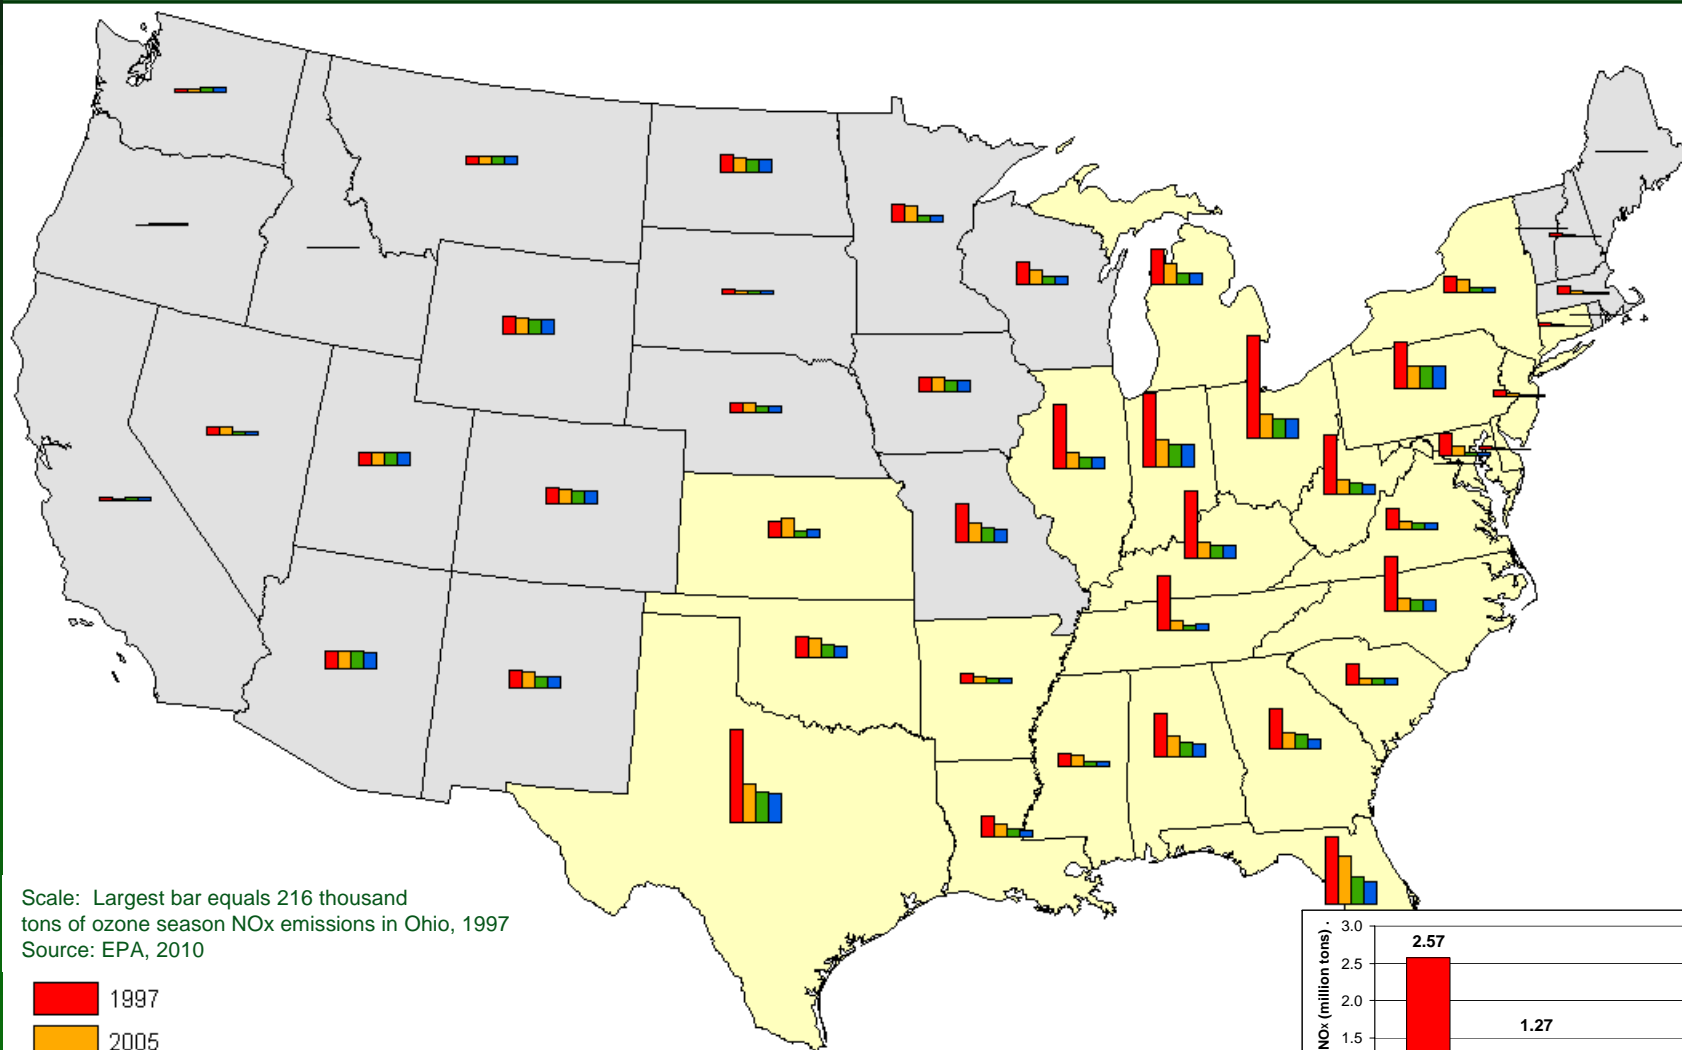 Scale: Largest bar equals 216 thousand
tons of ozone season NOx emissions in Ohio, 1997
Source: EPA, 2010
1997
2005
NOx (million tons) .
3.0
2.57
2.5
2.0
1.27
1.5